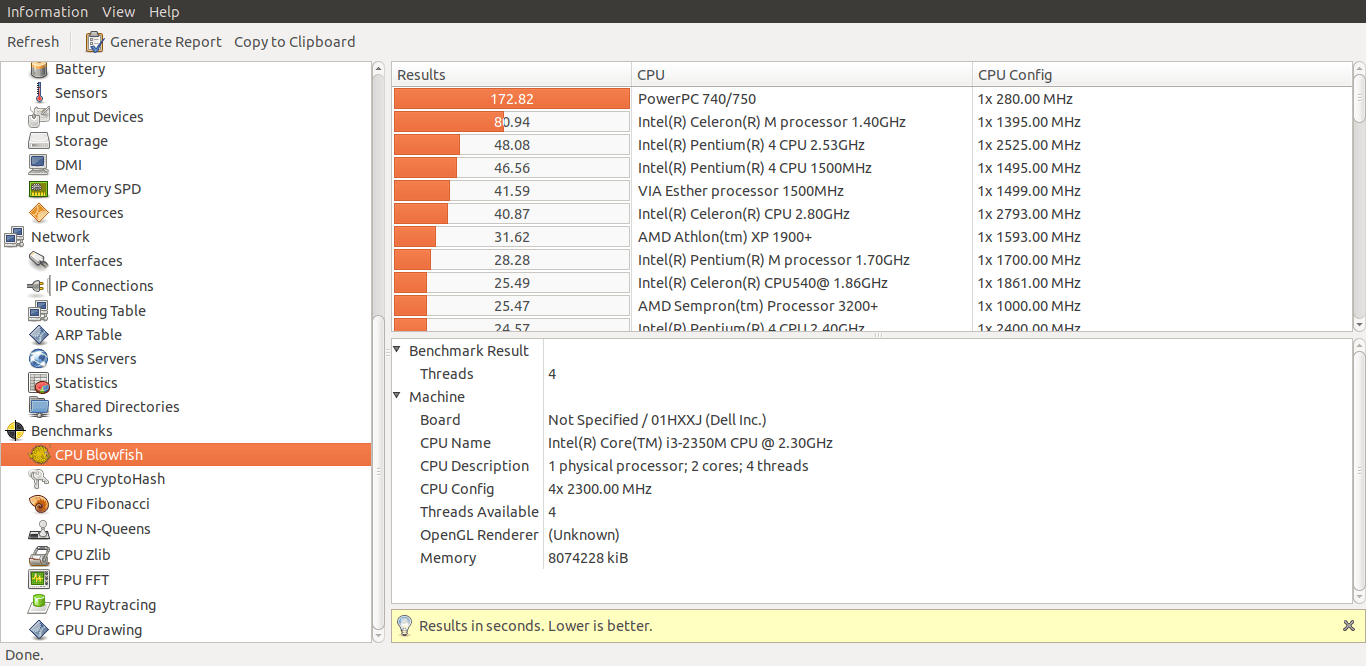 Information View Help
Refresh Generate Report Copy to Clipboard
Battery
Sensors
Input Devices
Storage
DMI
Memory SPD
Resources
Network
Interfaces
IP Connections
Routing Table
ARP Table
DNS Servers
Statistics
Shared Directories
Benchmarks
CPU Blowfish
CPU CryptoHash
CPU Fibonacci
CPU N-Queens
CPU Zlib
FPU FFT
FPU Raytracing
GPU Drawing
Results CPU CPU Config
172.82 PowerPC 740/750 1x 280.00 MHz
80.94 Intel(R) Celeron(R) M processor 1.40GHz 1x 1395.00 MHz
48.08 Intel(R) Pentium(R) 4 CPU 2.53GHz 1x 2525.00 MHz
46.56 Intel(R) Pentium(R) 4 CPU 1500MHz 1x 1495.00 MHz
41.59 VIA Esther processor 1500MHz 1x 1499.00 MHz
40.87 Intel(R) Celeron(R) CPU 2.80GHz 1x 2793.00 MHz
31.62 AMD Athlon(tm) XP 1900+ 1x 1593.00 MHz
28.28 Intel(R) Pentium(R) M processor 1.70GHz 1x 1700.00 MHz
25.49 Intel(R) Celeron(R) CPU540@ 1.86GHz 1x 1861.00 MHz
25.47 AMD Sempron(tm) Processor 3200+ 1x 1000.00 MHz
24.57 Intel(R) Pentium(R) 4 CPU 2.40GHz 1x 2400.00 MHz
Benchmark Result
Threads 4
Machine
Board Not Specified / 01HXXJ (Dell Inc.)
CPU Name Intel(R) Core(TM) i3-2350M CPU @ 2.30GHz
CPU Description 1 physical processor; 2 cores; 4 threads
CPU Config 4x 2300.00 MHz
Threads Available 4
OpenGL Renderer (Unknown)
Memory 8074228 kiB
Results in seconds. Lower is better.
Done.